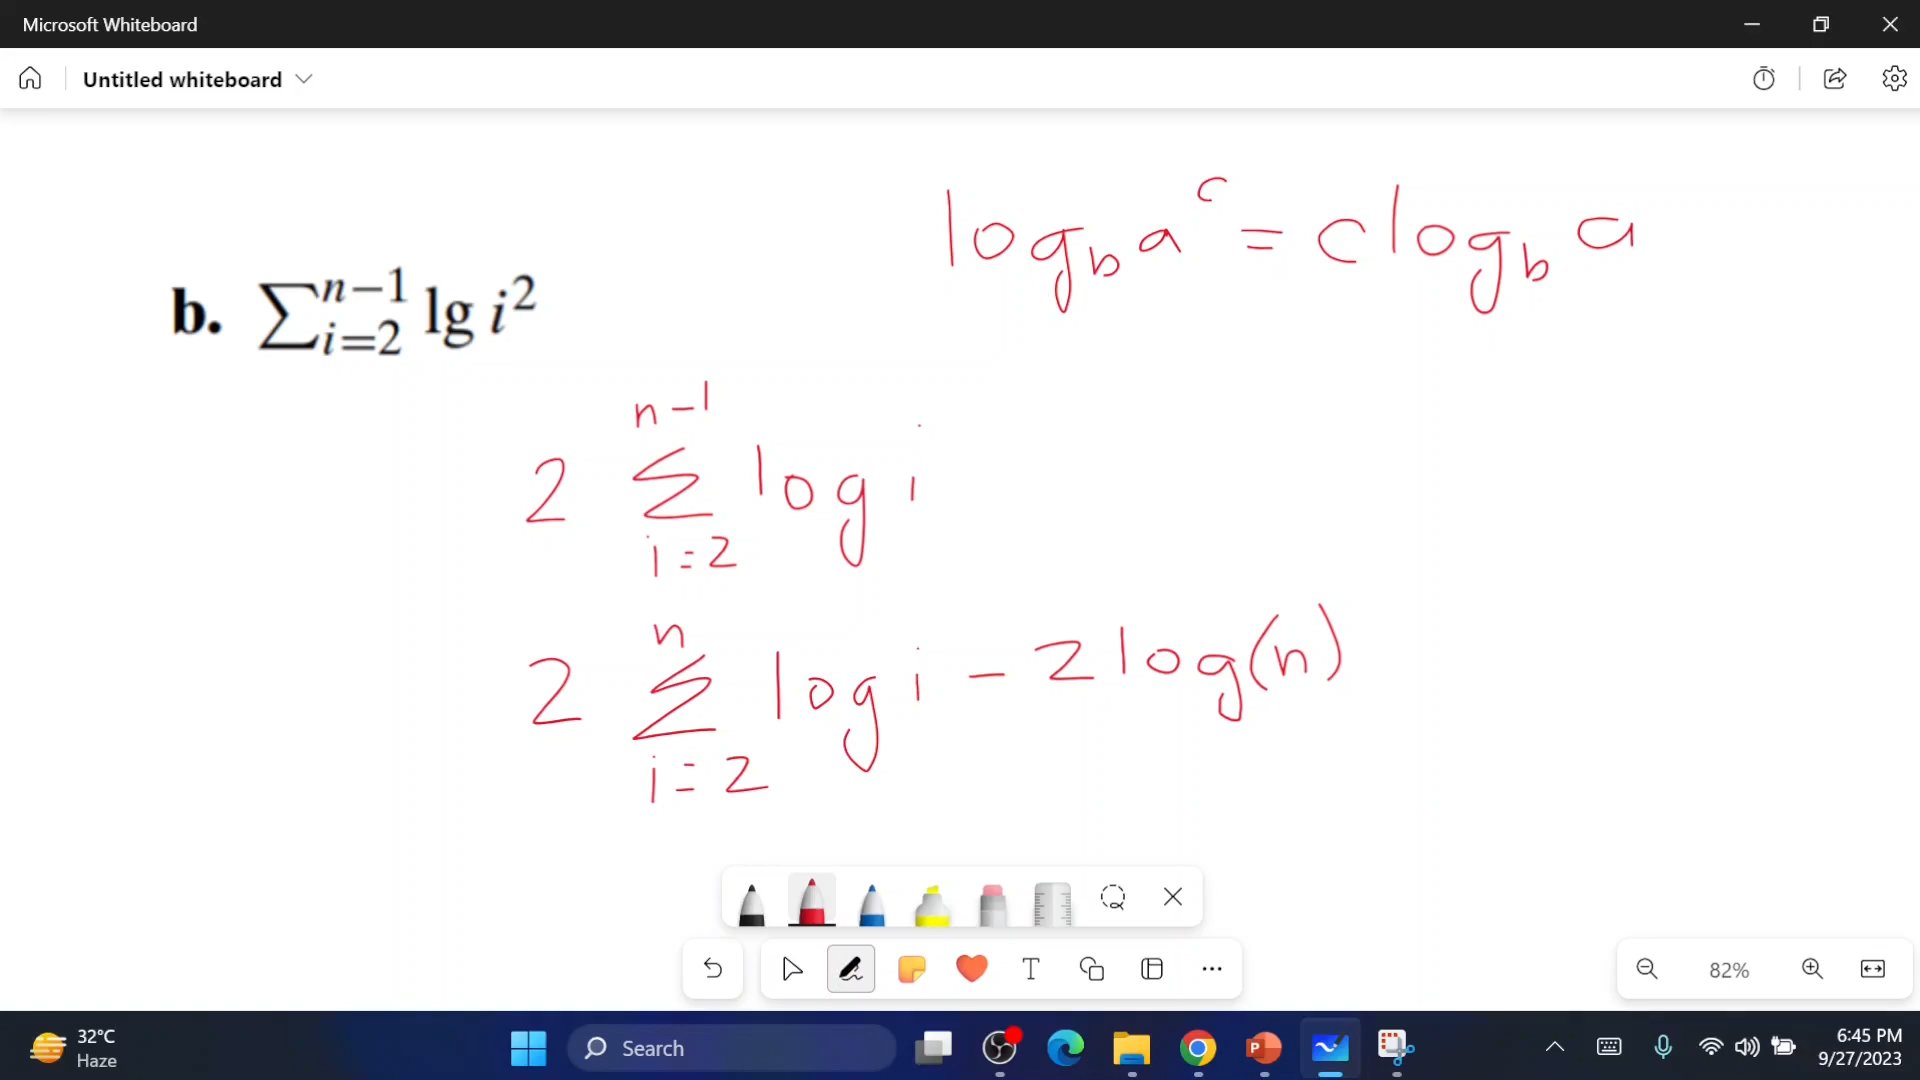 Microsoft Whiteboard
Untitled whiteboard
log_b a^c = c log_b a
b. ∑_{i=2}^{n−1} lg i²
2 ∑_{i=2}^{n-1} log i
2 ∑_{i=2}^{n} log i - 2 log(n)
82%
32°C
Haze
Search
6:45 PM
9/27/2023